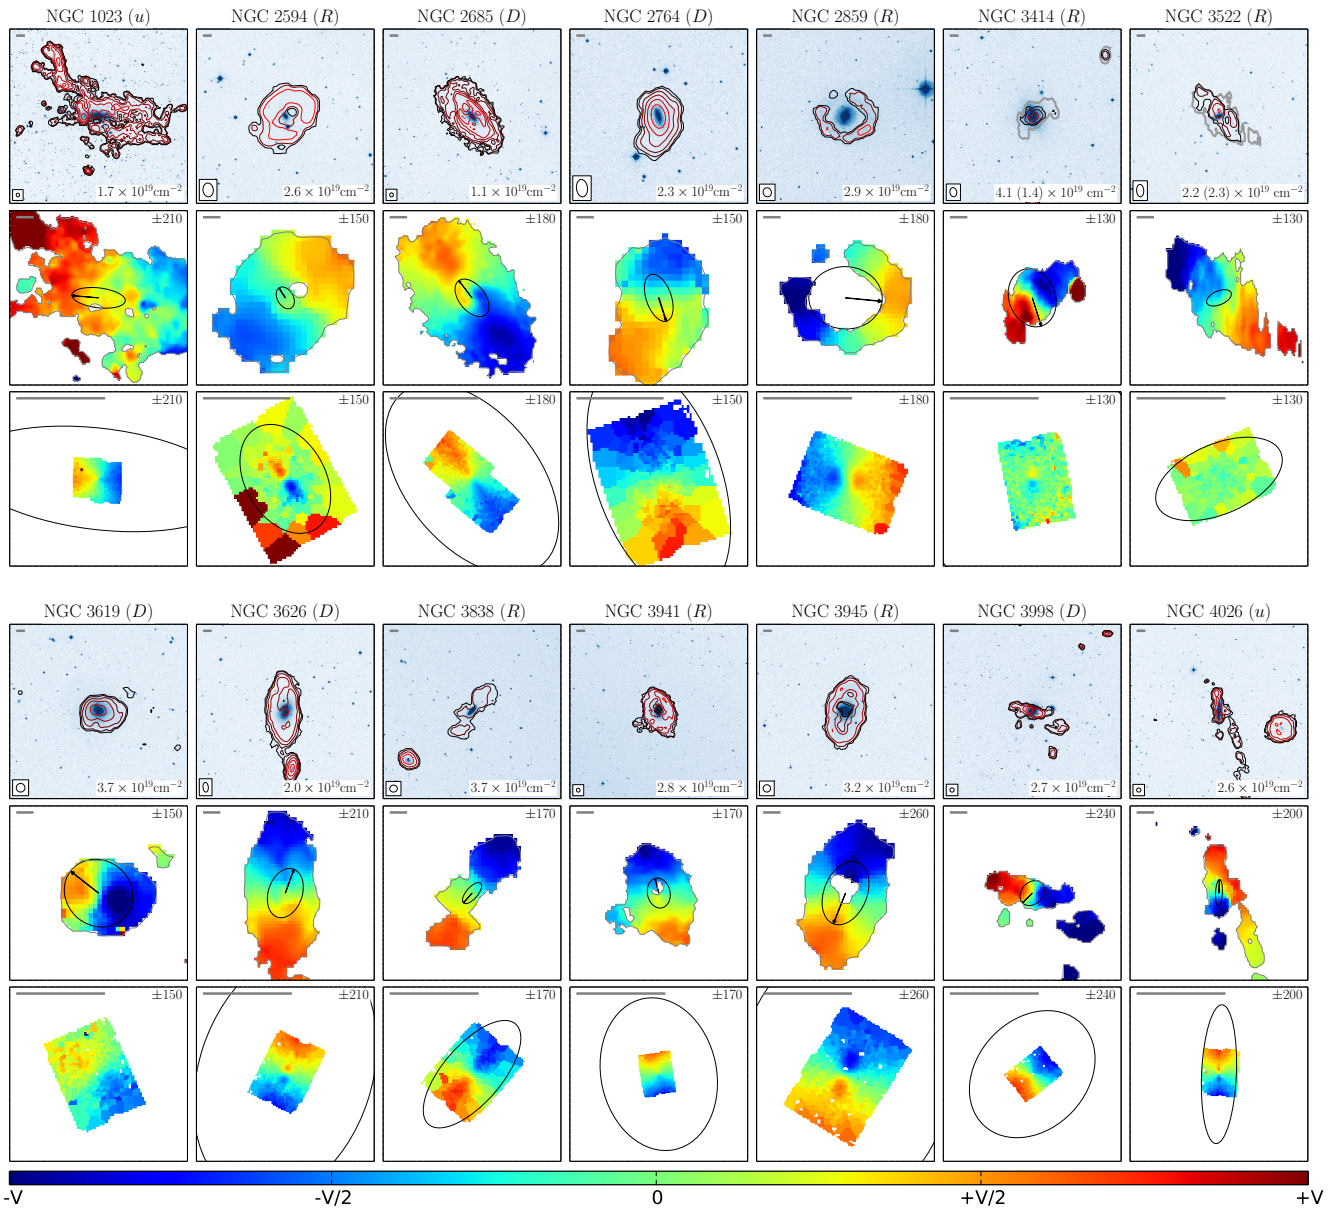 NGC 1023 (u) NGC 2594 (R) NGC 2685 (D) NGC 2764 (D) NGC 2859 (R) NGC 3414 (R) NGC 3522 (R)
1.7 × 10¹⁹cm⁻² 2.6 × 10¹⁹cm⁻² 1.1 × 10¹⁹cm⁻² 2.3 × 10¹⁹cm⁻² 2.9 × 10¹⁹cm⁻² 4.1 (1.4) × 10¹⁹ cm⁻² 2.2 (2.3) × 10¹⁹ cm⁻²
±210 ±150 ±180 ±150 ±180 ±130 ±130
±210 ±150 ±180 ±150 ±180 ±130 ±130
NGC 3619 (D) NGC 3626 (D) NGC 3838 (R) NGC 3941 (R) NGC 3945 (R) NGC 3998 (D) NGC 4026 (u)
3.7 × 10¹⁹cm⁻² 2.0 × 10¹⁹cm⁻² 3.7 × 10¹⁹cm⁻² 2.8 × 10¹⁹cm⁻² 3.2 × 10¹⁹cm⁻² 2.7 × 10¹⁹cm⁻² 2.6 × 10¹⁹cm⁻²
±150 ±210 ±170 ±170 ±260 ±240 ±200
±150 ±210 ±170 ±170 ±260 ±240 ±200
-V -V/2 0 +V/2 +V